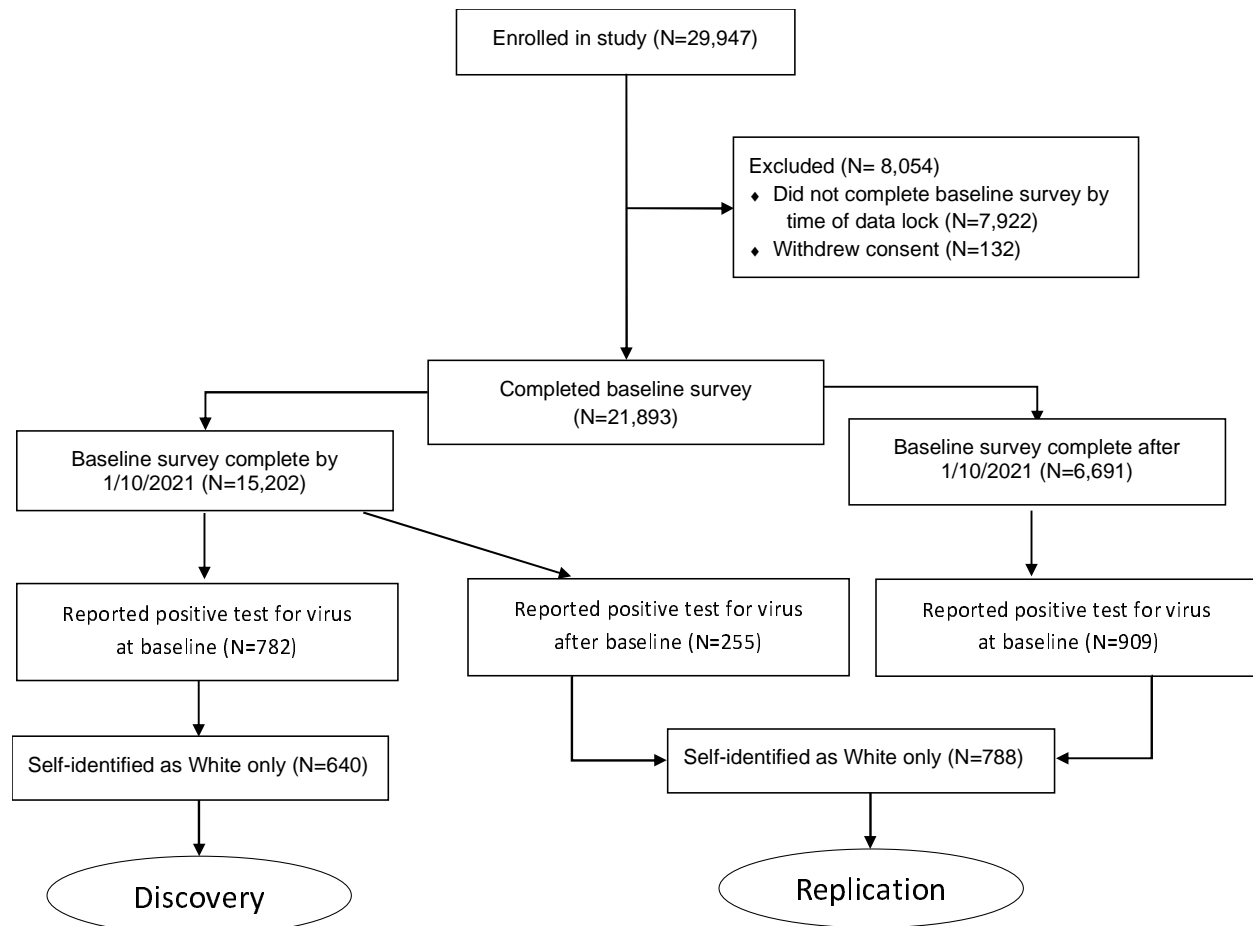 Enrolled in study (N=29,947)
Excluded (N= 8,054)
♦ Did not complete baseline survey by
time of data lock (N=7,922)
♦ Withdrew consent (N=132)
Completed baseline survey
(N=21,893)
Baseline survey complete by
1/10/2021 (N=15,202)
Baseline survey complete after
1/10/2021 (N=6,691)
Reported positive test for virus
at baseline (N=782)
Reported positive test for virus
after baseline (N=255)
Reported positive test for virus
at baseline (N=909)
Self-identified as White only (N=640)
Self-identified as White only (N=788)
Discovery
Replication